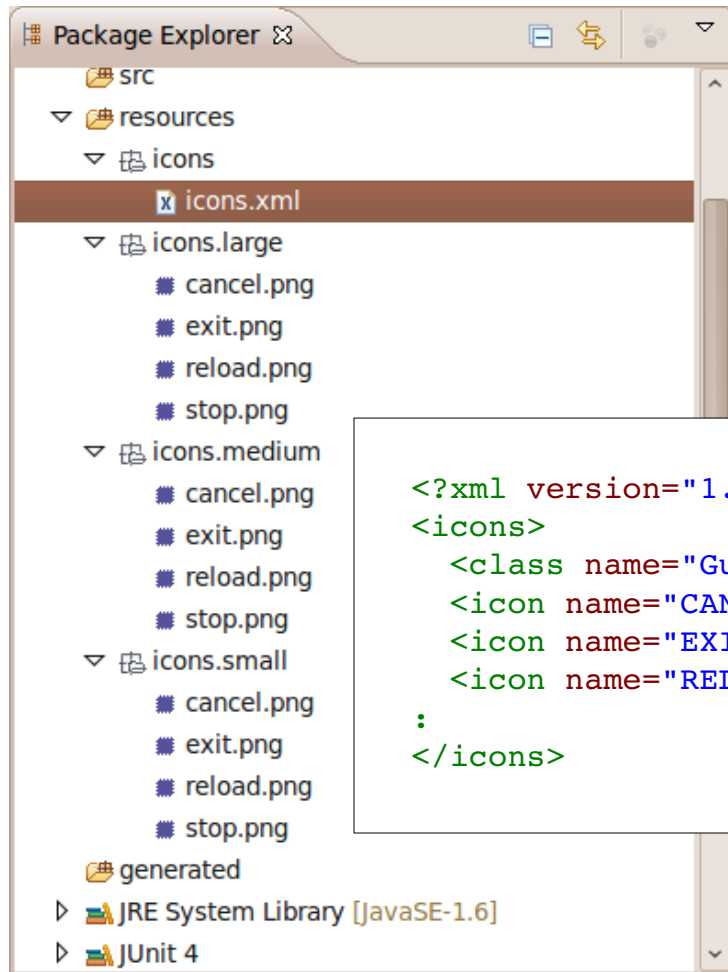 Package Explorer
src
resources
icons
icons.xml
icons.large
cancel.png
exit.png
reload.png
stop.png
icons.medium
cancel.png
exit.png
reload.png
stop.png
icons.small
cancel.png
exit.png
reload.png
stop.png
generated
JRE System Library [JavaSE-1.6]
JUnit 4
<?xml version="1.
<icons>
<class name="Gu
<icon name="CAN
<icon name="EXI
<icon name="REL
:
</icons>